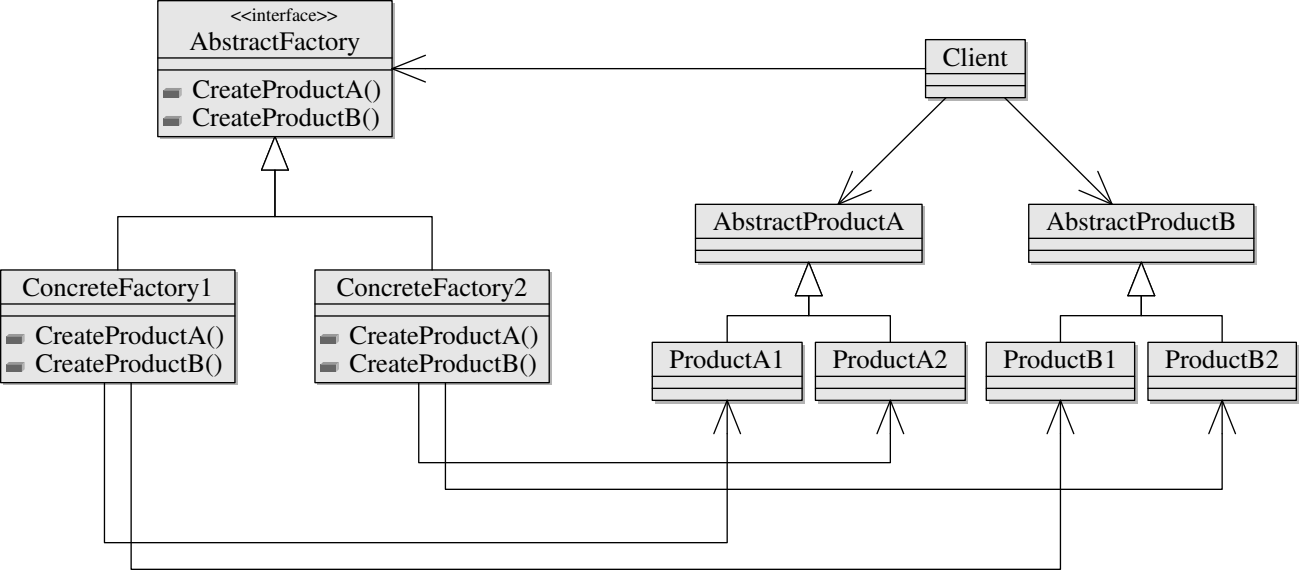 <<interface>>
AbstractFactory
CreateProductA()
CreateProductB()
Client
AbstractProductA
AbstractProductB
ConcreteFactory1
CreateProductA()
CreateProductB()
ConcreteFactory2
CreateProductA()
CreateProductB()
ProductA1
ProductA2
ProductB1
ProductB2